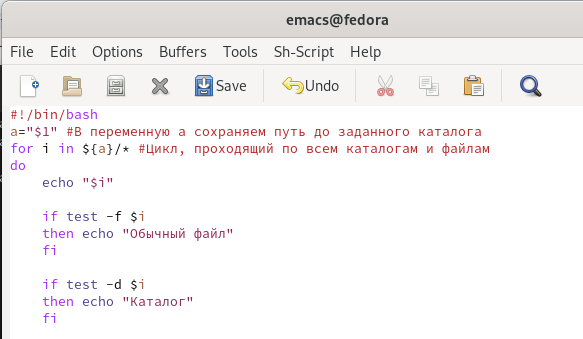 emacs@fedora
File Edit Options Buffers Tools Sh-Script Help
Save Undo
#!/bin/bash
a="$1" #В переменную а сохраняем путь до заданного каталога
for i in ${a}/* #Цикл, проходящий по всем каталогам и файлам
do
    echo "$i"
    if test -f $i
    then echo "Обычный файл"
    fi
    if test -d $i
    then echo "Каталог"
    fi